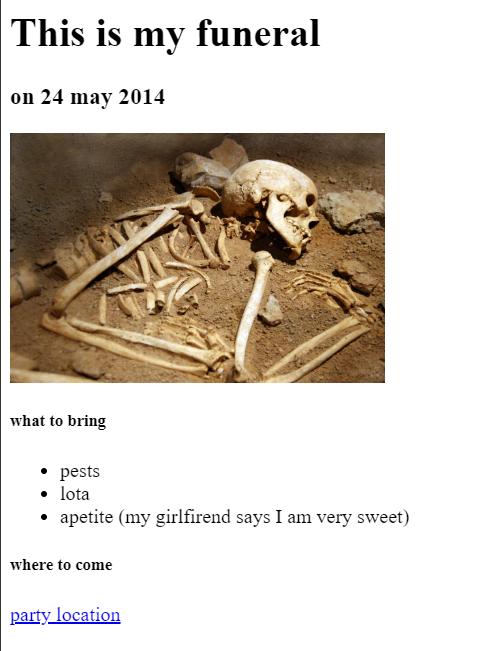 This is my funeral
on 24 may 2014
what to bring
pests
lota
apetite (my girlfirend says I am very sweet)
where to come
party location